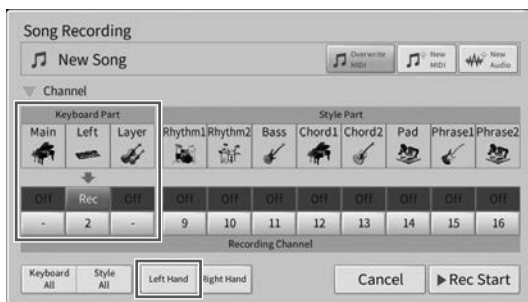 Song Recording
New Song
Overwrite MIDI
New MIDI
New Audio
Channel
Keyboard Part Style Part
Main Left Layer Rhythm1 Rhythm2 Bass Chord1 Chord2 Pad Phrase1 Phrase2
Off Rec Off Off Off Off Off Off Off Off Off
- 2 - 9 10 11 12 13 14 15 16
Recording Channel
Keyboard All
Style All
Left Hand
Right Hand
Cancel
Rec Start